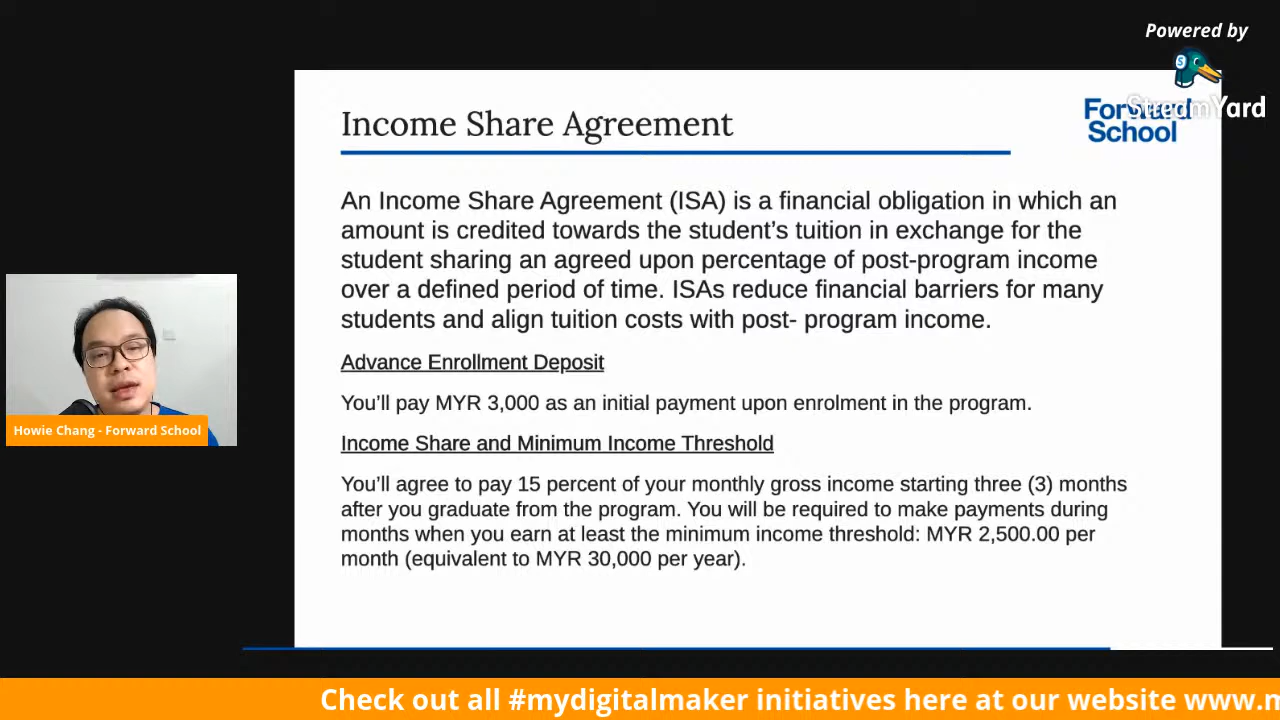 Powered by
StreamYard
Income Share Agreement
Forward
School
An Income Share Agreement (ISA) is a financial obligation in which an
amount is credited towards the student’s tuition in exchange for the
student sharing an agreed upon percentage of post-program income
over a defined period of time. ISAs reduce financial barriers for many
students and align tuition costs with post- program income.
Advance Enrollment Deposit
You’ll pay MYR 3,000 as an initial payment upon enrolment in the program.
Income Share and Minimum Income Threshold
You’ll agree to pay 15 percent of your monthly gross income starting three (3) months
after you graduate from the program. You will be required to make payments during
months when you earn at least the minimum income threshold: MYR 2,500.00 per
month (equivalent to MYR 30,000 per year).
Howie Chang - Forward School
Check out all #mydigitalmaker initiatives here at our website